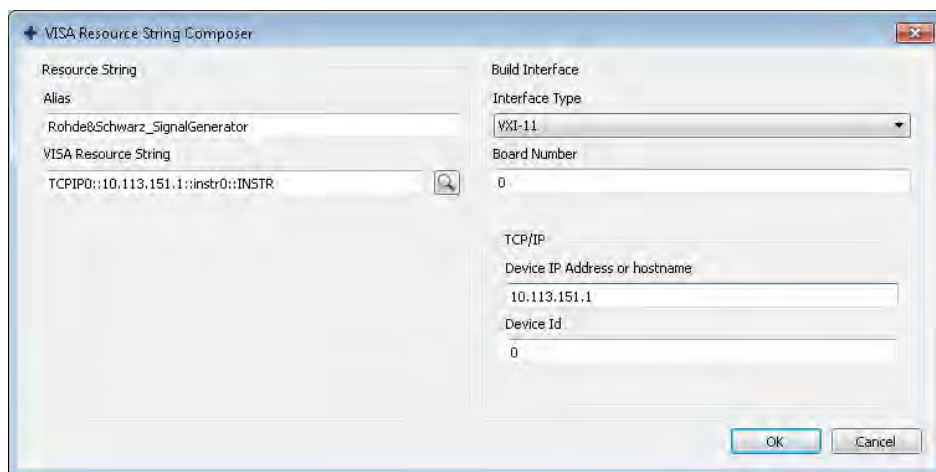 VISA Resource String Composer
Resource String
Alias
Rohde&Schwarz_SignalGenerator
VISA Resource String
TCPIP0::10.113.151.1::instr0::INSTR
Build Interface
Interface Type
VXI-11
Board Number
0
TCP/IP
Device IP Address or hostname
10.113.151.1
Device Id
0
OK
Cancel